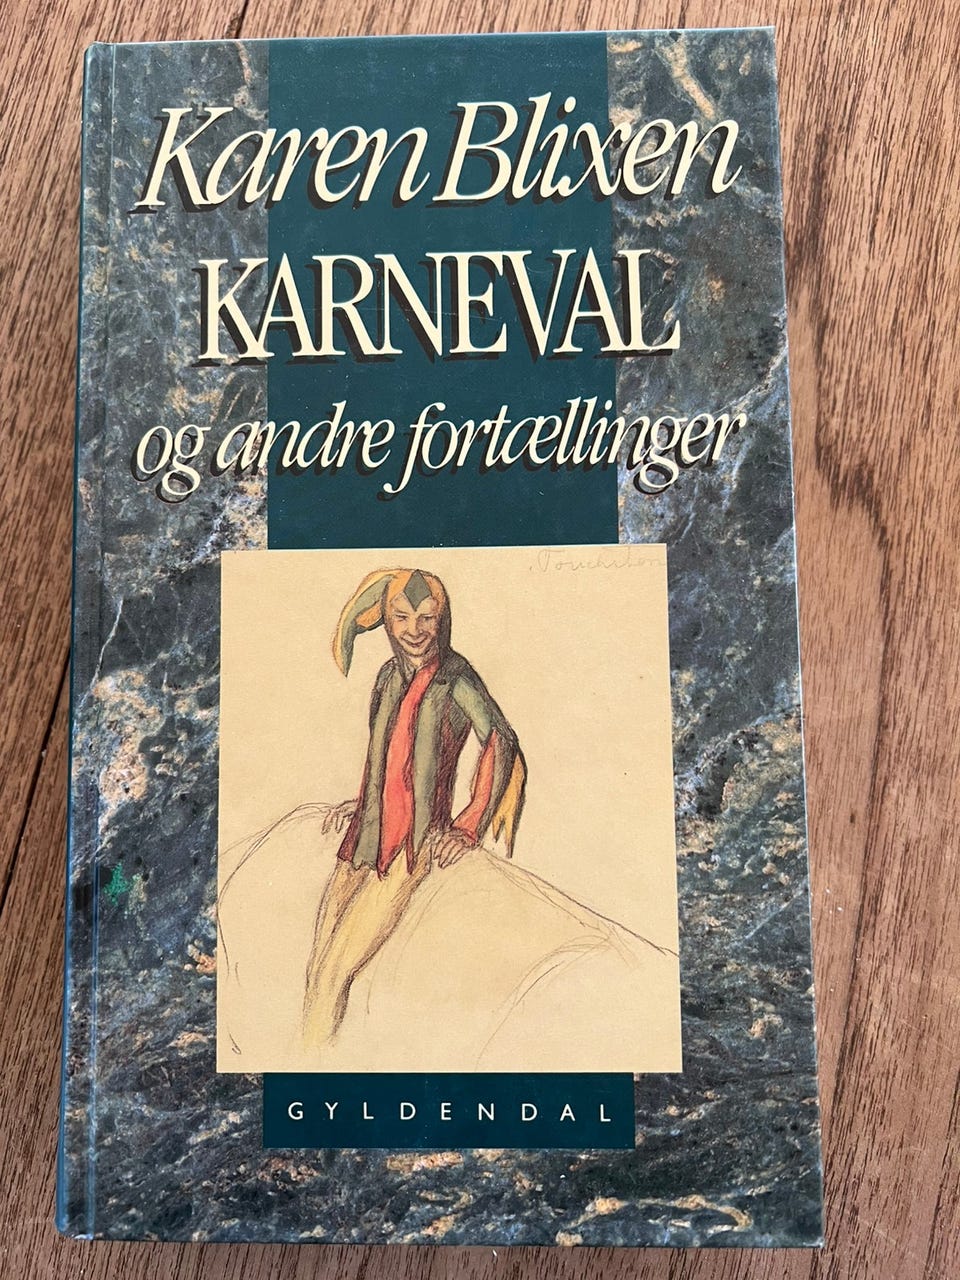 Karen Blixen
KARNEVAL
og andre fortællinger
GYLDENDAL